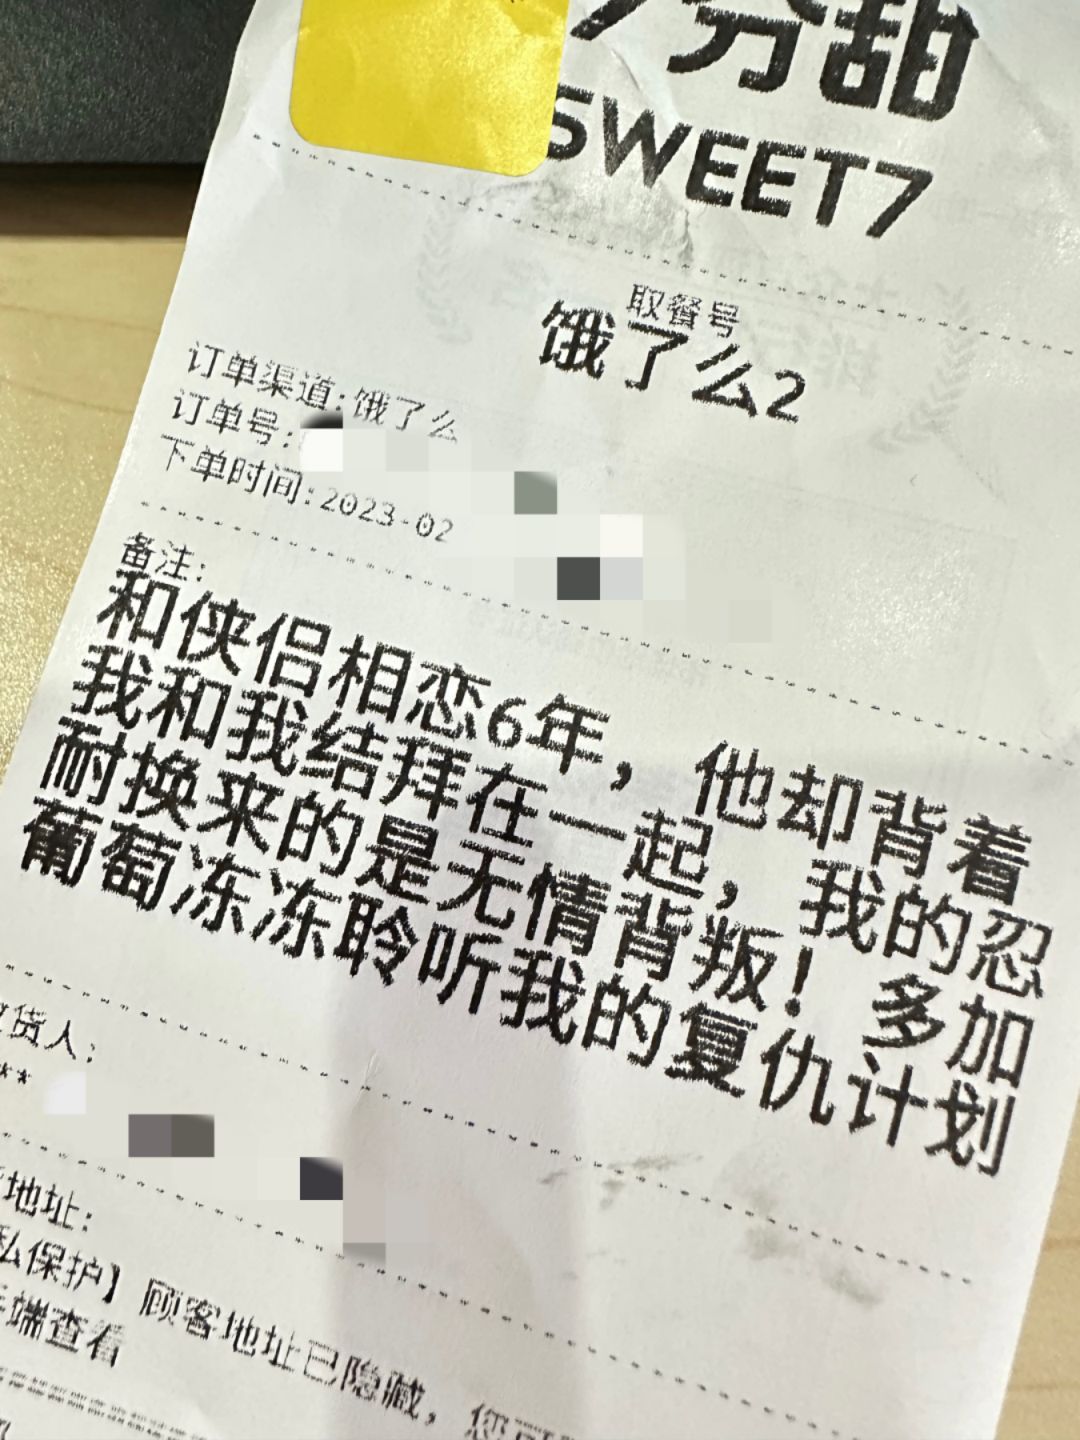 7分甜
SWEET7
取餐号
饿了么2
订单渠道:饿了么
订单号:
下单时间:2023-02
备注:
和侠侣相恋6年，他却背着
我和我结拜在一起，我的忍
耐换来的是无情背叛！多加
葡萄冻冻聆听我的复仇计划
货人:
**
地址:
私保护】顾客地址已隐藏，您可
端查看